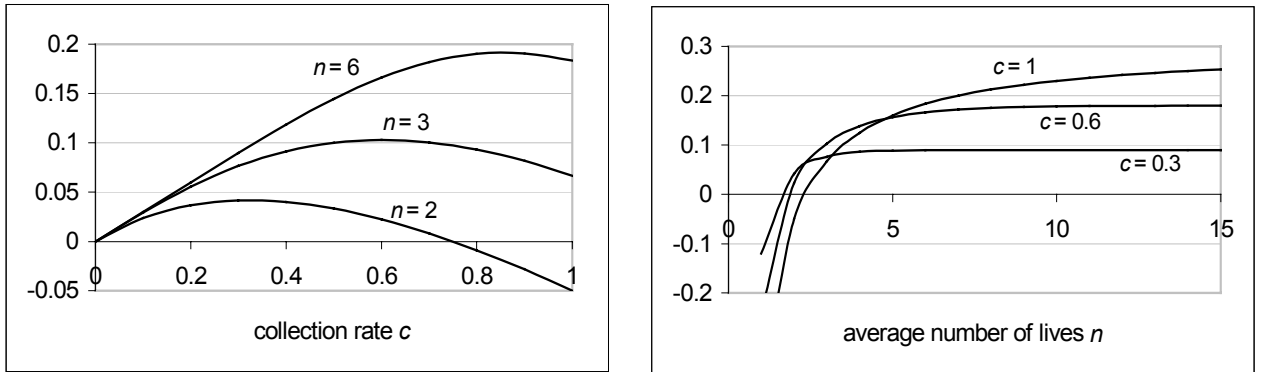 0.2
0.15
0.1
0.05
0
-0.05
n = 6
n = 3
n = 2
0 0.2 0.4 0.6 0.8 1
collection rate c
0.3
0.2
0.1
0
-0.1
-0.2
c = 1
c = 0.6
c = 0.3
0 5 10 15
average number of lives n